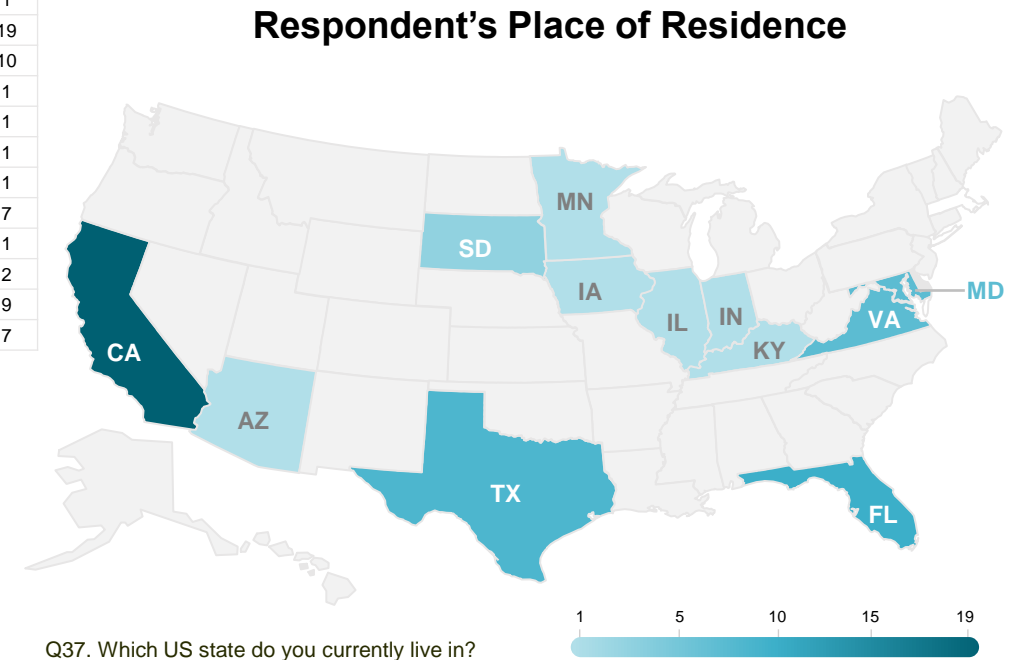 Respondent's Place of Residence
19
10
1
1
1
1
7
1
2
9
7
MN
SD
IA
MD
IL
IN
VA
KY
CA
AZ
TX
FL
1 5 10 15 19
Q37. Which US state do you currently live in?